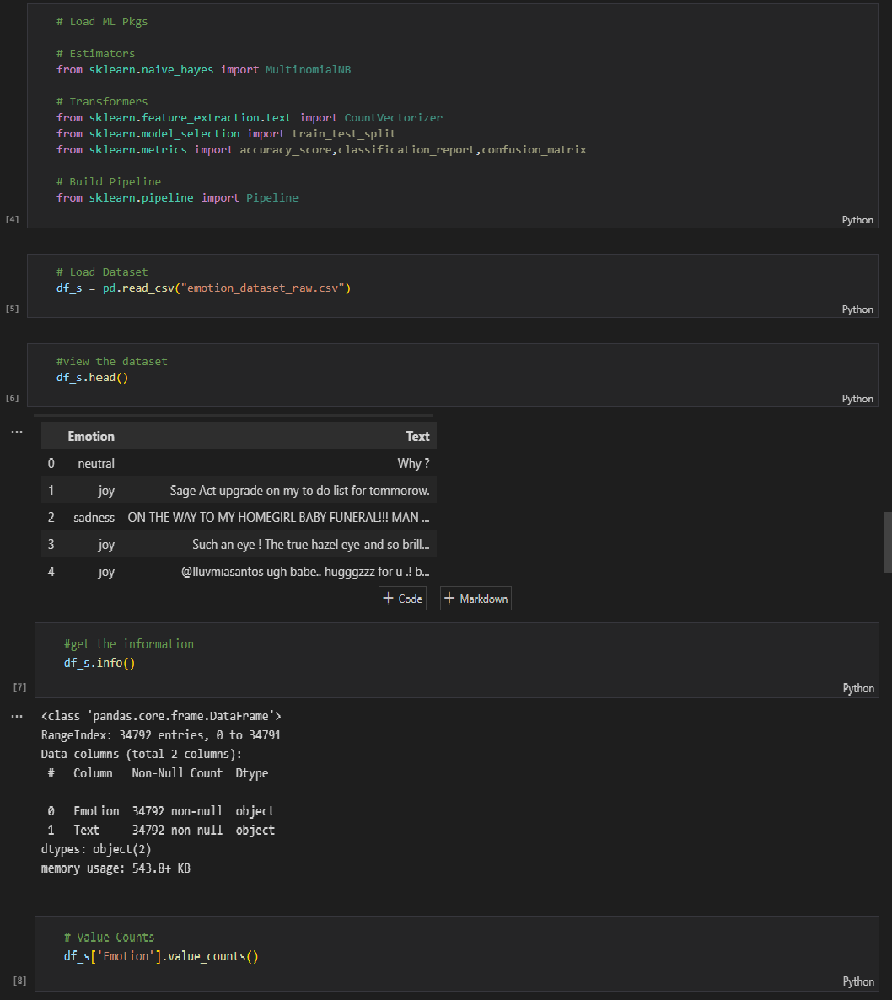 # Load ML Pkgs
# Estimators
from sklearn.naive_bayes import MultinomialNB
# Transformers
from sklearn.feature_extraction.text import CountVectorizer
from sklearn.model_selection import train_test_split
from sklearn.metrics import accuracy_score,classification_report,confusion_matrix
# Build Pipeline
from sklearn.pipeline import Pipeline
[4]
Python
# Load Dataset
df_s = pd.read_csv("emotion_dataset_raw.csv")
[5]
Python
#view the dataset
df_s.head()
[6]
Python
...
Emotion Text
0 neutral Why ?
1 joy Sage Act upgrade on my to do list for tommorow.
2 sadness ON THE WAY TO MY HOMEGIRL BABY FUNERAL!!! MAN ...
3 joy Such an eye ! The true hazel eye-and so brill...
4 joy @Iluvmiasantos ugh babe.. hugggzzz for u .! b...
+ Code + Markdown
#get the information
df_s.info()
[7]
Python
...
<class 'pandas.core.frame.DataFrame'>
RangeIndex: 34792 entries, 0 to 34791
Data columns (total 2 columns):
 #   Column   Non-Null Count  Dtype
---  ------   --------------  -----
 0   Emotion  34792 non-null  object
 1   Text     34792 non-null  object
dtypes: object(2)
memory usage: 543.8+ KB
# Value Counts
df_s['Emotion'].value_counts()
[8]
Python